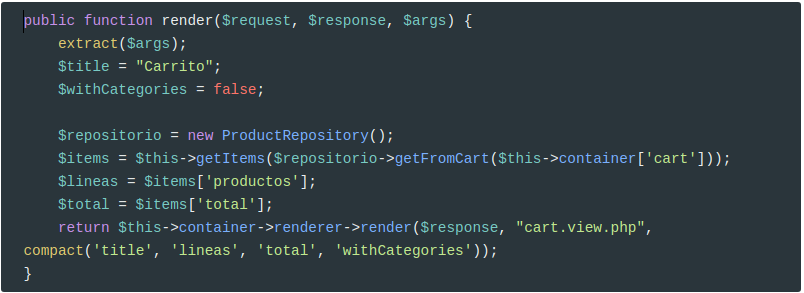 public function render($request, $response, $args) {
    extract($args);
    $title = "Carrito";
    $withCategories = false;

    $repositorio = new ProductRepository();
    $items = $this->getItems($repositorio->getFromCart($this->container['cart']));
    $lineas = $items['productos'];
    $total = $items['total'];
    return $this->container->renderer->render($response, "cart.view.php",
compact('title', 'lineas', 'total', 'withCategories'));
}